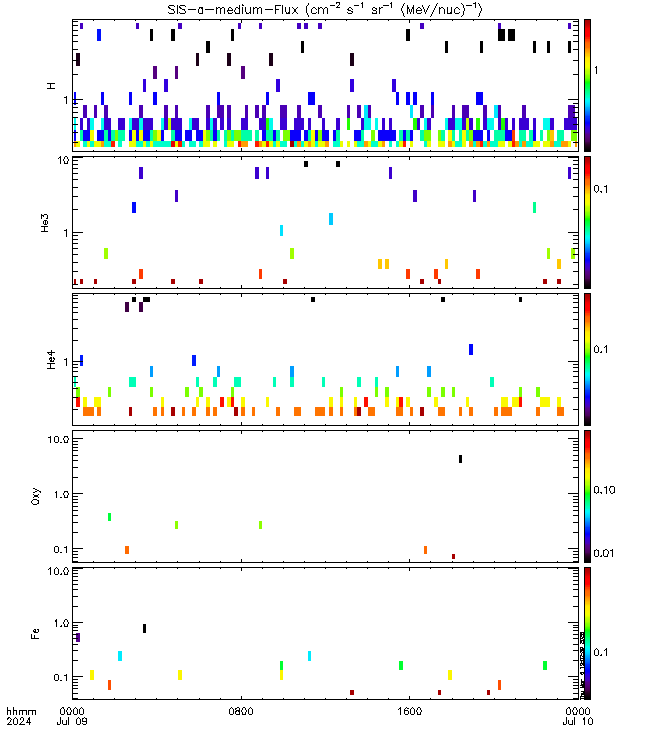 SIS-α-medium-Flux (cm⁻² s⁻¹ sr⁻¹ (MeV/nuc)⁻¹)
H
1
1
10
He3
1
0.1
He4
1
0.1
10.0
Oxy
1.0
0.1
0.10
0.01
10.0
Fe
1.0
0.1
0.1
hhmm 0000 0800 1600 0000
2024 Jul 09 Jul 10